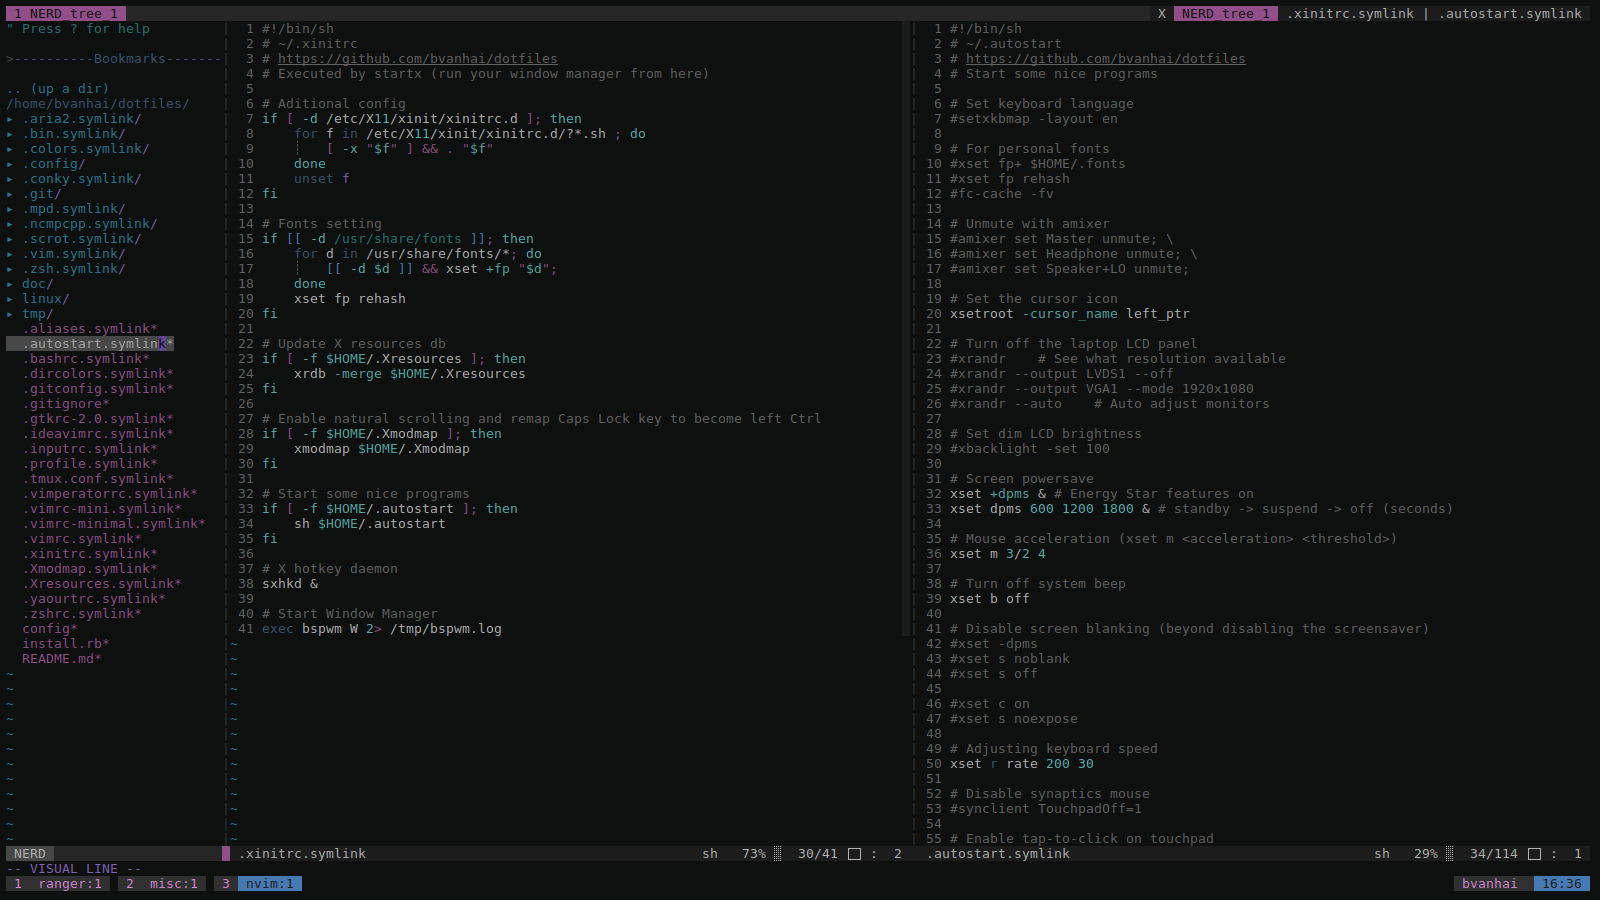 1 NERD_tree_1
X NERD_tree_1 .xinitrc.symlink | .autostart.symlink
" Press ? for help
>----------Bookmarks-------
.. (up a dir)
/home/bvanhai/dotfiles/
▸ .aria2.symlink/
▸ .bin.symlink/
▸ .colors.symlink/
▸ .config/
▸ .conky.symlink/
▸ .git/
▸ .mpd.symlink/
▸ .ncmpcpp.symlink/
▸ .scrot.symlink/
▸ .vim.symlink/
▸ .zsh.symlink/
▸ doc/
▸ linux/
▸ tmp/
.aliases.symlink*
.autostart.symlink*
.bashrc.symlink*
.dircolors.symlink*
.gitconfig.symlink*
.gitignore*
.gtkrc-2.0.symlink*
.ideavimrc.symlink*
.inputrc.symlink*
.profile.symlink*
.tmux.conf.symlink*
.vimperatorrc.symlink*
.vimrc-mini.symlink*
.vimrc-minimal.symlink*
.vimrc.symlink*
.xinitrc.symlink*
.Xmodmap.symlink*
.Xresources.symlink*
.yaourtrc.symlink*
.zshrc.symlink*
config*
install.rb*
README.md*
~
~
~
~
~
~
~
~
~
~
~
~
1 #!/bin/sh
2 # ~/.xinitrc
3 # https://github.com/bvanhai/dotfiles
4 # Executed by startx (run your window manager from here)
5
6 # Aditional config
7 if [ -d /etc/X11/xinit/xinitrc.d ]; then
8     for f in /etc/X11/xinit/xinitrc.d/?*.sh ; do
9     ┊   [ -x "$f" ] && . "$f"
10     done
11     unset f
12 fi
13
14 # Fonts setting
15 if [[ -d /usr/share/fonts ]]; then
16     for d in /usr/share/fonts/*; do
17     ┊   [[ -d $d ]] && xset +fp "$d";
18     done
19     xset fp rehash
20 fi
21
22 # Update X resources db
23 if [ -f $HOME/.Xresources ]; then
24     xrdb -merge $HOME/.Xresources
25 fi
26
27 # Enable natural scrolling and remap Caps Lock key to become left Ctrl
28 if [ -f $HOME/.Xmodmap ]; then
29     xmodmap $HOME/.Xmodmap
30 fi
31
32 # Start some nice programs
33 if [ -f $HOME/.autostart ]; then
34     sh $HOME/.autostart
35 fi
36
37 # X hotkey daemon
38 sxhkd &
39
40 # Start Window Manager
41 exec bspwm W 2> /tmp/bspwm.log
~
~
~
~
~
~
~
~
~
~
~
~
~
~
1 #!/bin/sh
2 # ~/.autostart
3 # https://github.com/bvanhai/dotfiles
4 # Start some nice programs
5
6 # Set keyboard language
7 #setxkbmap -layout en
8
9 # For personal fonts
10 #xset fp+ $HOME/.fonts
11 #xset fp rehash
12 #fc-cache -fv
13
14 # Unmute with amixer
15 #amixer set Master unmute; \
16 #amixer set Headphone unmute; \
17 #amixer set Speaker+LO unmute;
18
19 # Set the cursor icon
20 xsetroot -cursor_name left_ptr
21
22 # Turn off the laptop LCD panel
23 #xrandr    # See what resolution available
24 #xrandr --output LVDS1 --off
25 #xrandr --output VGA1 --mode 1920x1080
26 #xrandr --auto    # Auto adjust monitors
27
28 # Set dim LCD brightness
29 #xbacklight -set 100
30
31 # Screen powersave
32 xset +dpms & # Energy Star features on
33 xset dpms 600 1200 1800 & # standby -> suspend -> off (seconds)
34
35 # Mouse acceleration (xset m <acceleration> <threshold>)
36 xset m 3/2 4
37
38 # Turn off system beep
39 xset b off
40
41 # Disable screen blanking (beyond disabling the screensaver)
42 #xset -dpms
43 #xset s noblank
44 #xset s off
45
46 #xset c on
47 #xset s noexpose
48
49 # Adjusting keyboard speed
50 xset r rate 200 30
51
52 # Disable synaptics mouse
53 #synclient TouchpadOff=1
54
55 # Enable tap-to-click on touchpad
NERD
.xinitrc.symlink sh 73% ▒ 30/41 □ : 2
.autostart.symlink sh 29% ▒ 34/114 □ : 1
-- VISUAL LINE --
1 ranger:1 2 misc:1 3 nvim:1
bvanhai 16:36